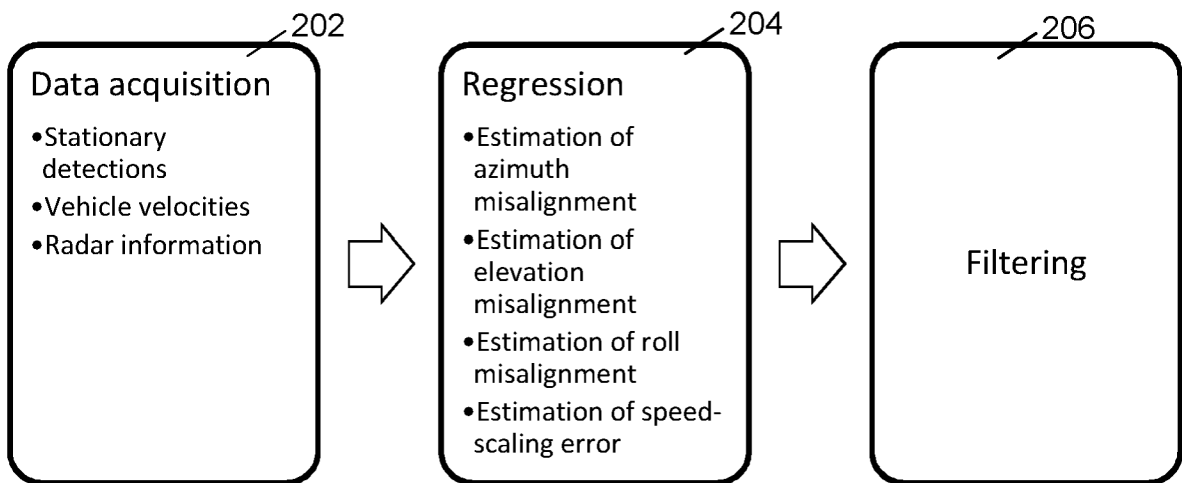 202
Data acquisition
•Stationary
detections
•Vehicle velocities
•Radar information
204
Regression
•Estimation of
azimuth
misalignment
•Estimation of
elevation
misalignment
•Estimation of roll
misalignment
•Estimation of speed-
scaling error
206
Filtering